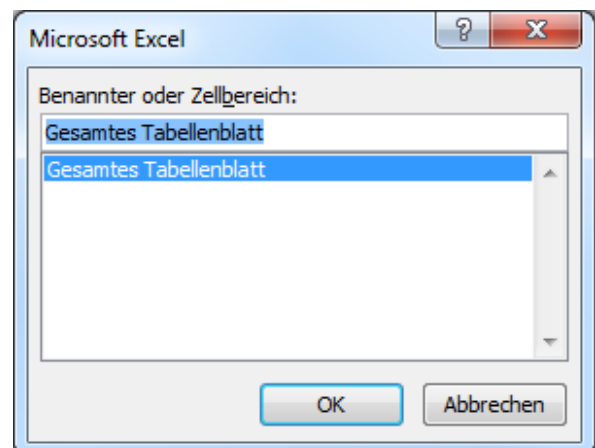 Microsoft Excel
Benannter oder Zellbereich:
Gesamtes Tabellenblatt
Gesamtes Tabellenblatt
OK
Abbrechen